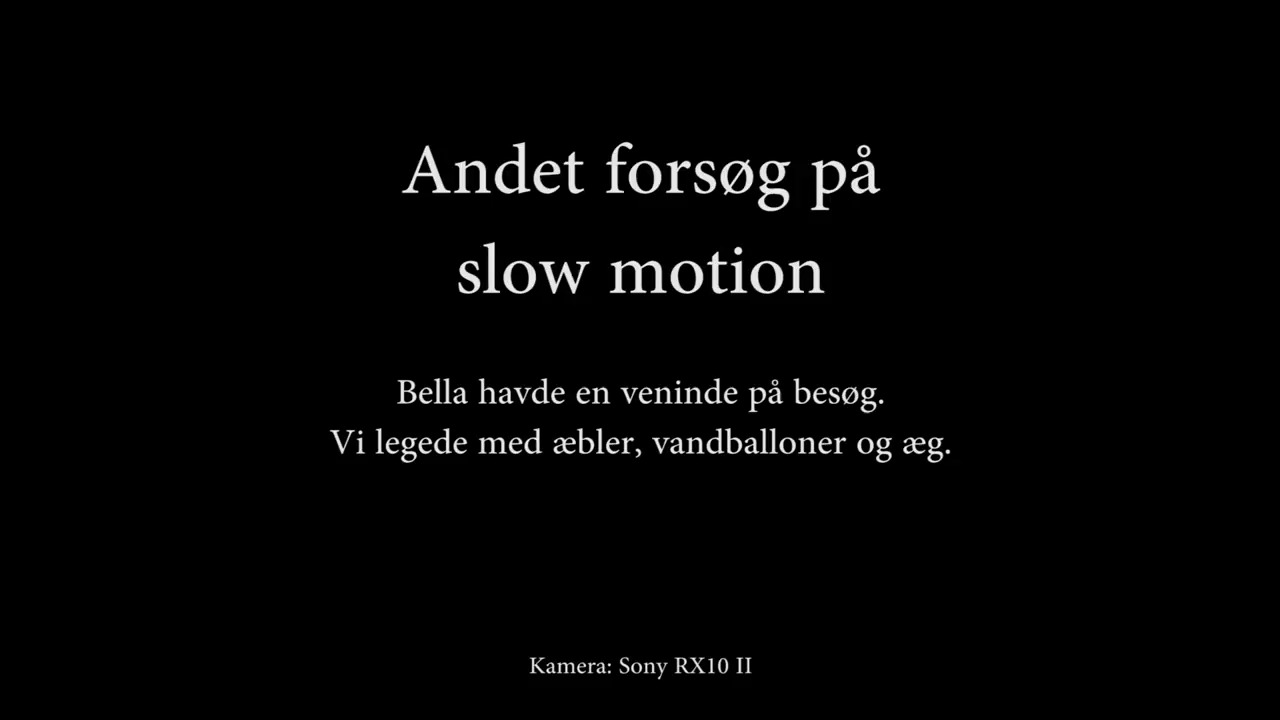 Andet forsøg på
slow motion
Bella havde en veninde på besøg.
Vi legede med æbler, vandballoner og æg.
Kamera: Sony RX10 II